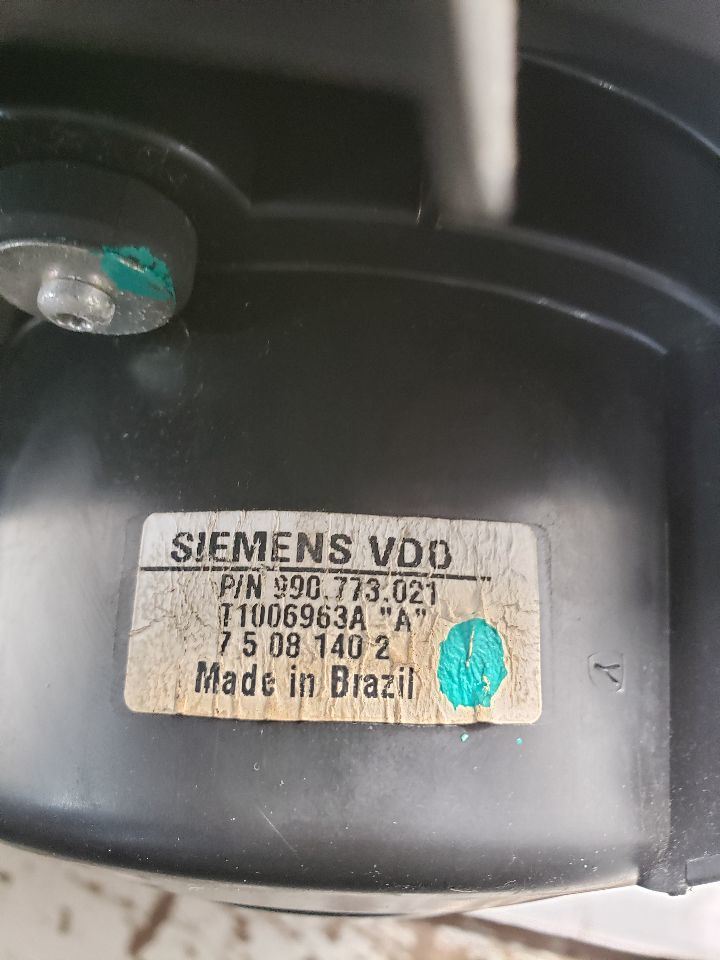 SIEMENS VDO
P/N 990.773.021
T1006963A "A"
7 5 08 140 2
Made in Brazil